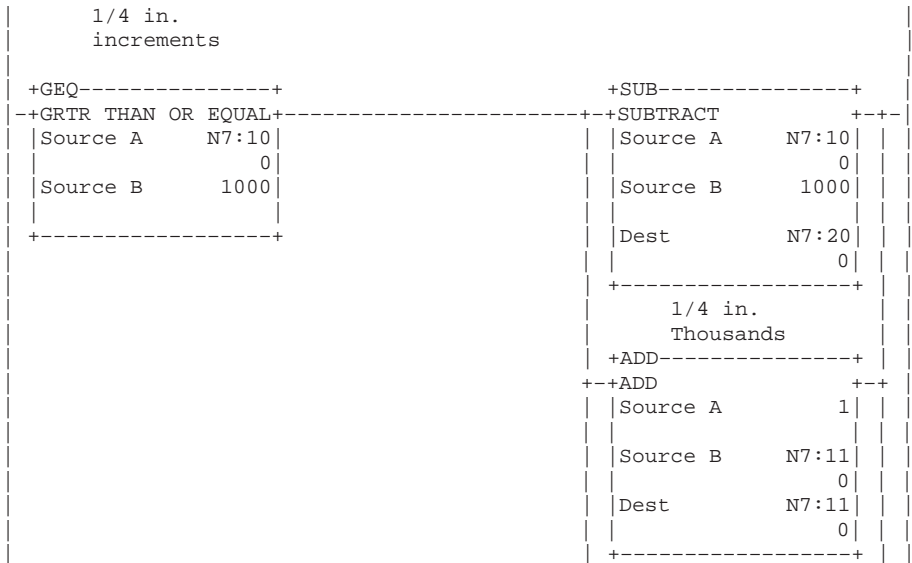 1/4 in.
increments
GEQ SUB
GRTR THAN OR EQUAL SUBTRACT
Source A N7:10 Source A N7:10
0 0
Source B 1000 Source B 1000
Dest N7:20
0
1/4 in.
Thousands
ADD
ADD
Source A 1
Source B N7:11
0
Dest N7:11
0